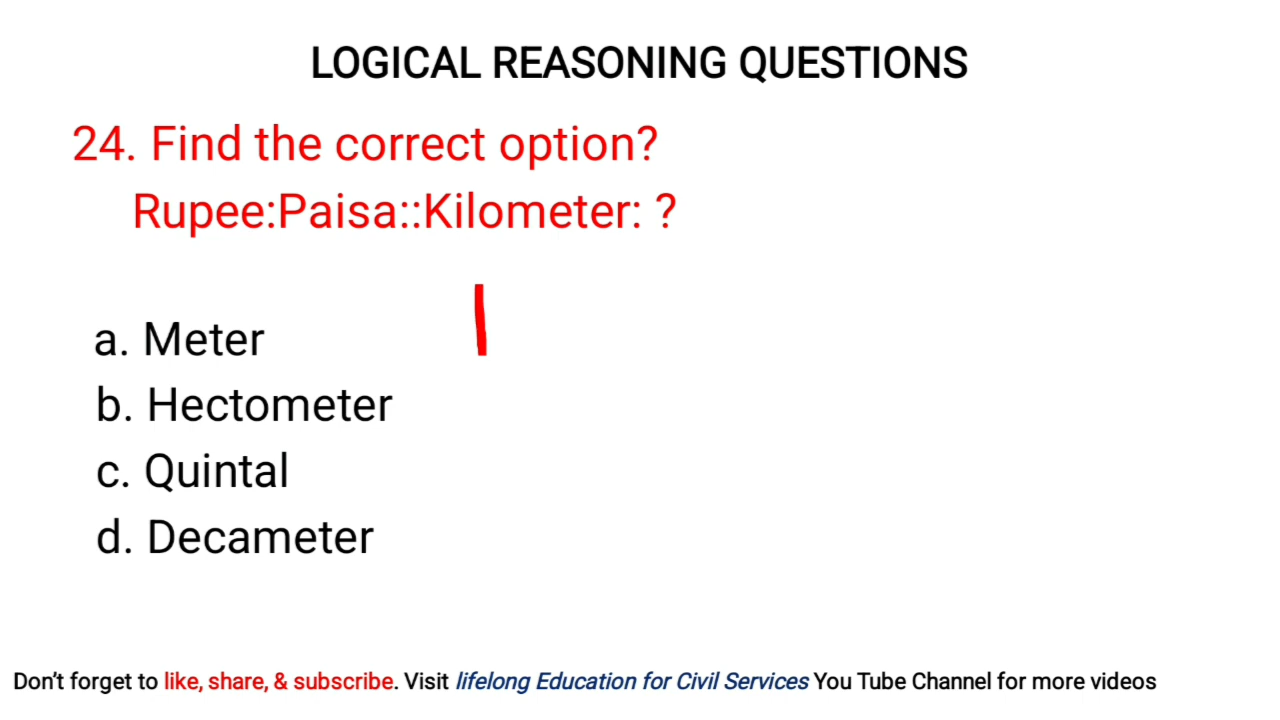 LOGICAL REASONING QUESTIONS
24. Find the correct option?
Rupee:Paisa::Kilometer: ?
a. Meter
b. Hectometer
c. Quintal
d. Decameter
Don't forget to like, share, & subscribe. Visit lifelong Education for Civil Services You Tube Channel for more videos